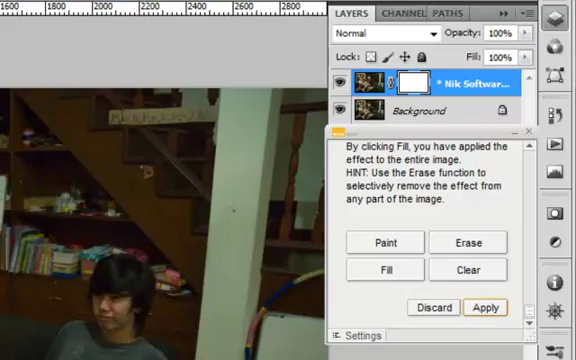 1600 1800 2000 2200 2400 2600 2800
LAYERS CHANNEL PATHS
Normal Opacity: 100%
Lock: Fill: 100%
* Nik Softwar...
Background
By clicking Fill, you have applied the
effect to the entire image.
HINT: Use the Erase function to
selectively remove the effect from
any part of the image.
Paint Erase
Fill Clear
Discard Apply
Settings